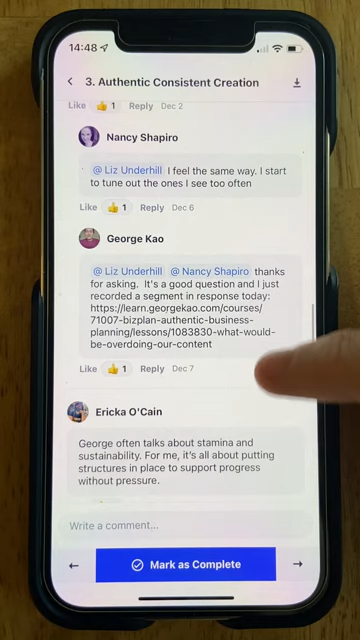 14:48
3. Authentic Consistent Creation
Like 👍 1 Reply Dec 2
Nancy Shapiro
@ Liz Underhill I feel the same way. I start
to tune out the ones I see too often
Like 👍 1 Reply Dec 6
George Kao
@ Liz Underhill @ Nancy Shapiro thanks
for asking. It's a good question and I just
recorded a segment in response today:
https://learn.georgekao.com/courses/
71007-bizplan-authentic-business-
planning/lessons/1083830-what-would-
be-overdoing-our-content
Like 👍 1 Reply Dec 7
Ericka O'Cain
George often talks about stamina and
sustainability. For me, it's all about putting
structures in place to support progress
without pressure.
Write a comment...
Mark as Complete